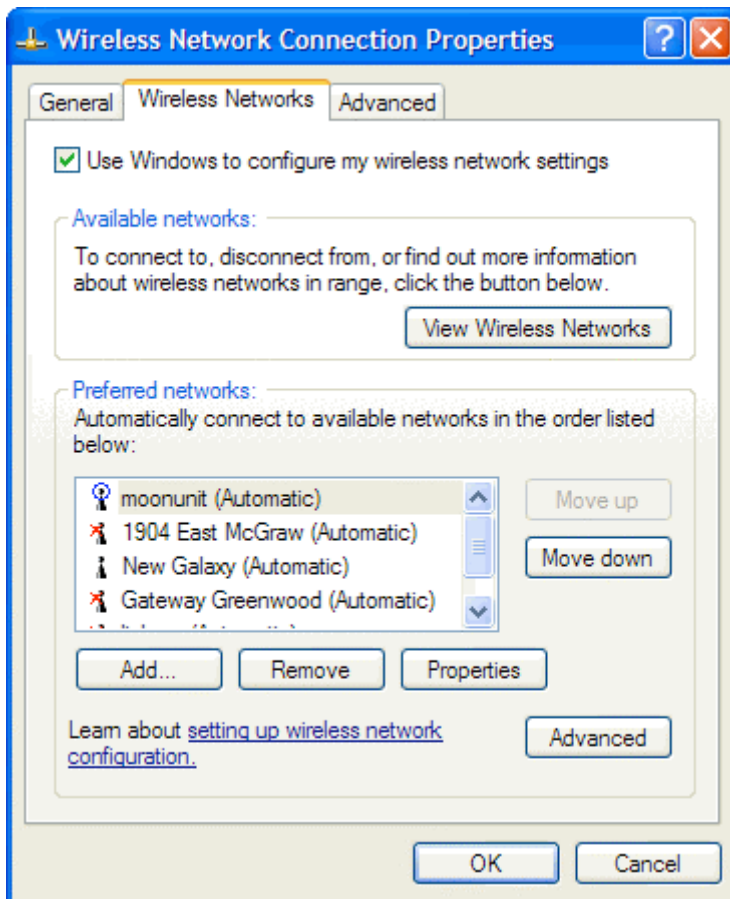 Wireless Network Connection Properties
General
Wireless Networks
Advanced
Use Windows to configure my wireless network settings
Available networks:
To connect to, disconnect from, or find out more information
about wireless networks in range, click the button below.
View Wireless Networks
Preferred networks:
Automatically connect to available networks in the order listed
below:
moonunit (Automatic)
1904 East McGraw (Automatic)
New Galaxy (Automatic)
Gateway Greenwood (Automatic)
Move up
Move down
Add...
Remove
Properties
Learn about setting up wireless network
configuration.
Advanced
OK
Cancel